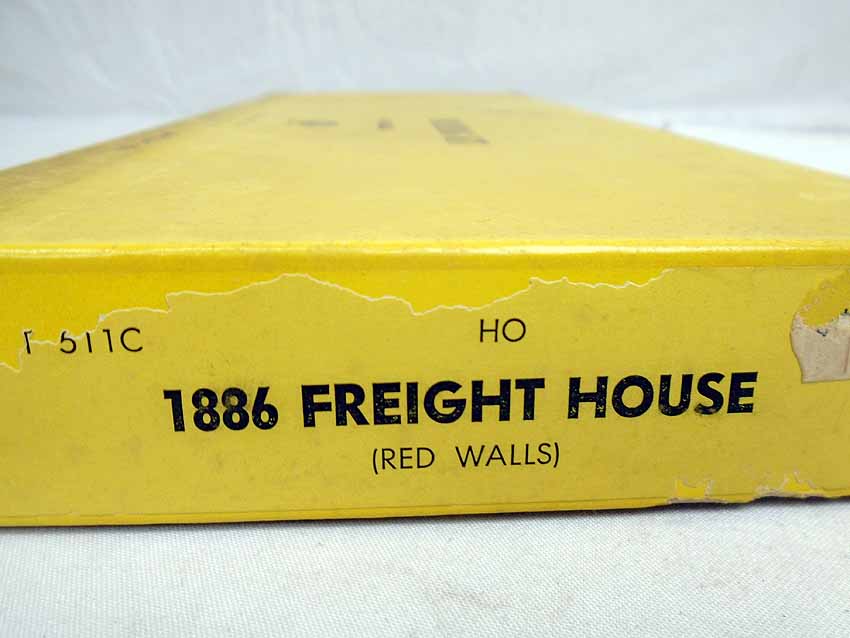 511C HO
1886 FREIGHT HOUSE
(RED WALLS)